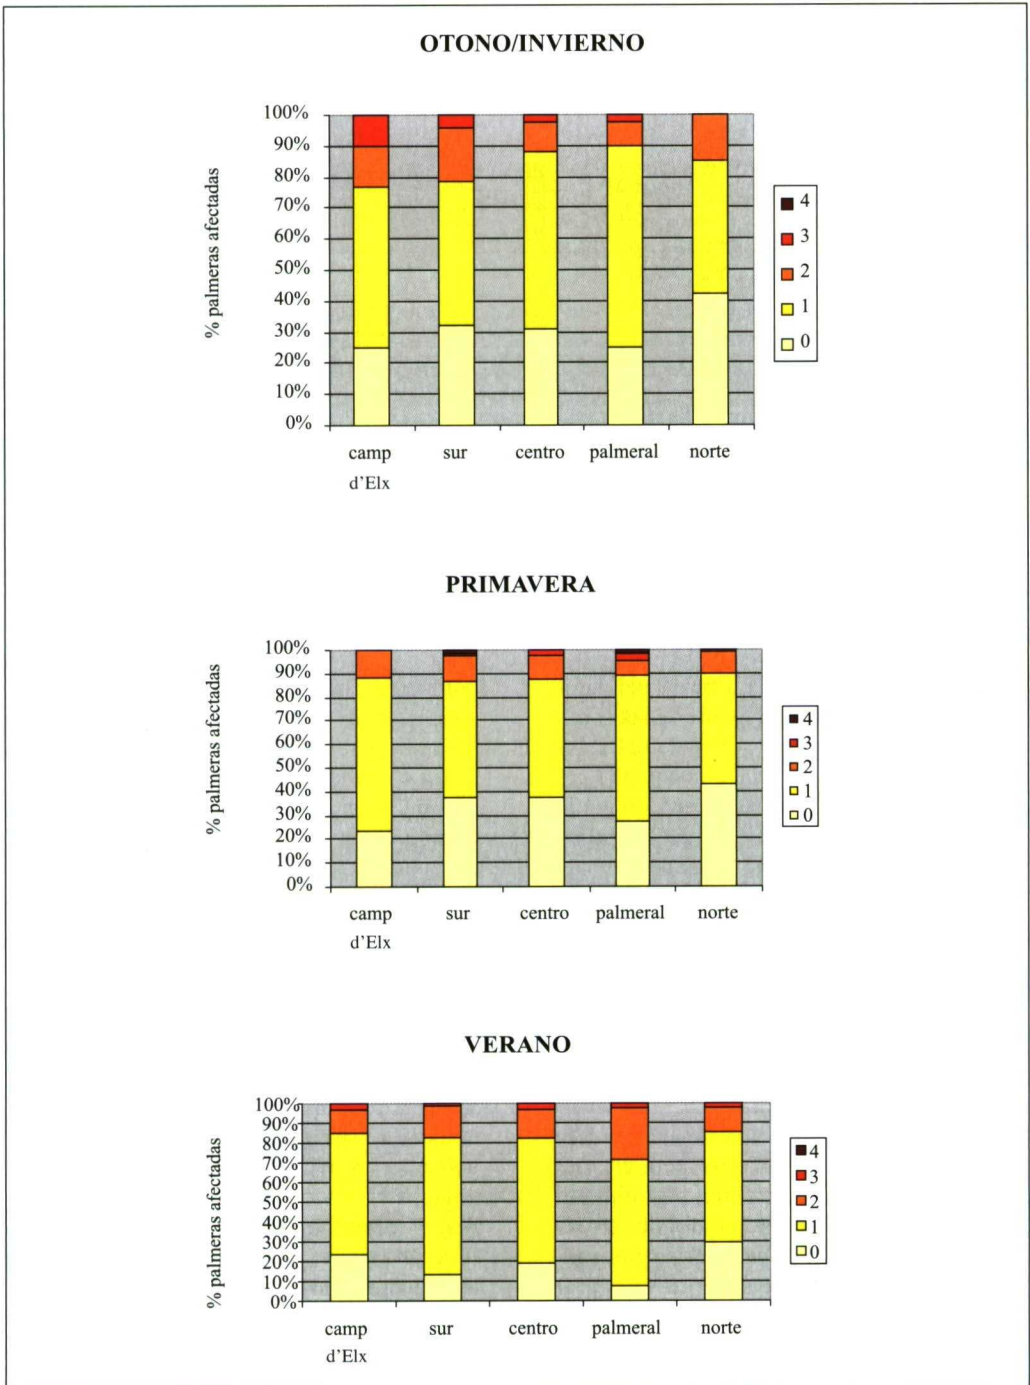 OTONO/INVIERNO
% palmeras afectadas
100%
90%
80%
70%
60%
50%
40%
30%
20%
10%
0%
camp d'Elx
sur
centro
palmeral
norte
4
3
2
1
0
PRIMAVERA
% palmeras afectadas
100%
90%
80%
70%
60%
50%
40%
30%
20%
10%
0%
camp d'Elx
sur
centro
palmeral
norte
4
3
2
1
0
VERANO
% palmeras afectadas
100%
90%
80%
70%
60%
50%
40%
30%
20%
10%
0%
camp d'Elx
sur
centro
palmeral
norte
4
3
2
1
0